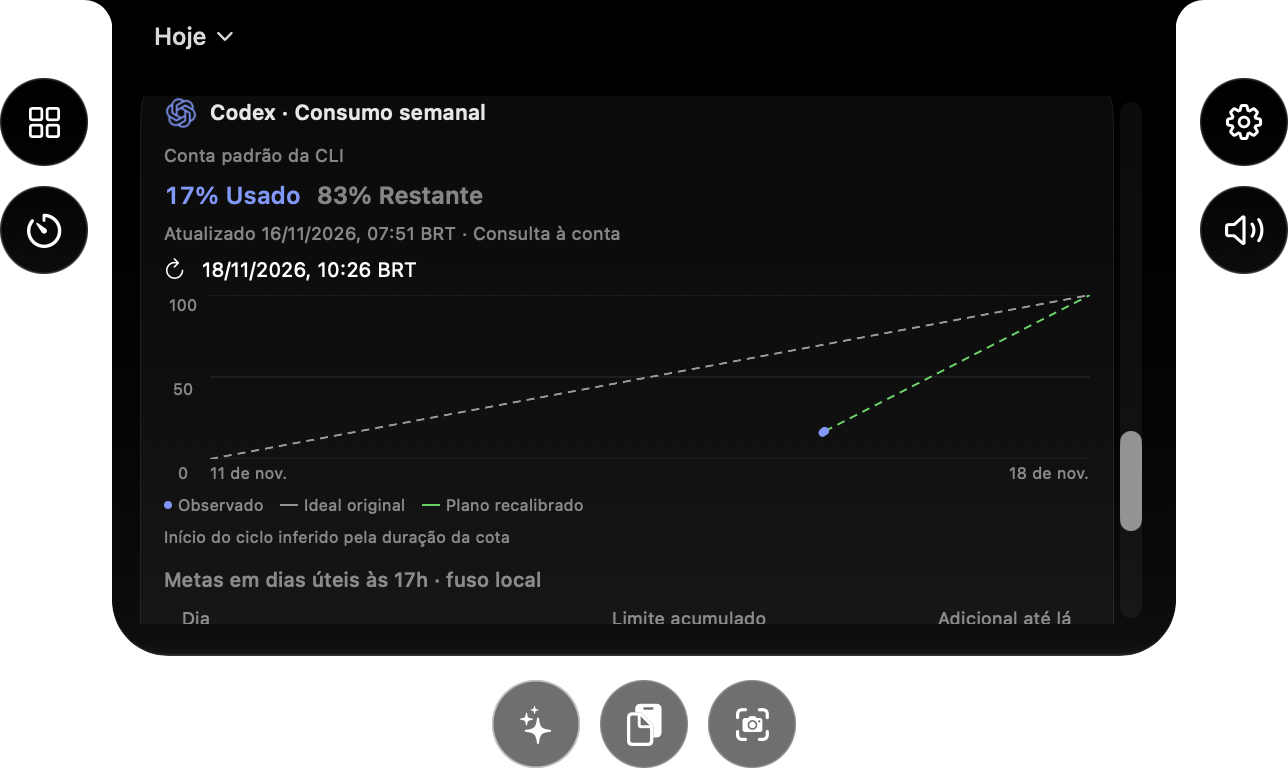 Hoje
Codex · Consumo semanal
Conta padrão da CLI
17% Usado 83% Restante
Atualizado 16/11/2026, 07:51 BRT · Consulta à conta
18/11/2026, 10:26 BRT
100
50
0 11 de nov. 18 de nov.
Observado Ideal original Plano recalibrado
Início do ciclo inferido pela duração da cota
Metas em dias úteis às 17h · fuso local
Dia Limite acumulado Adicional até lá